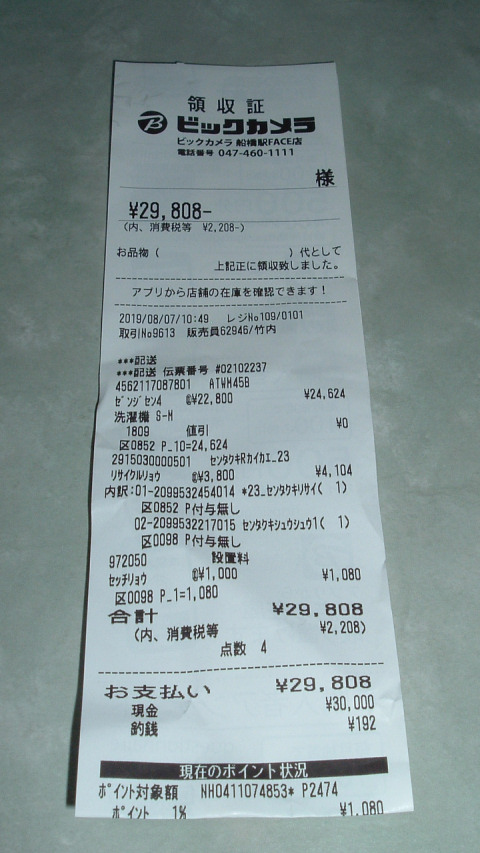 領収証
ビックカメラ
ビックカメラ 船橋駅FACE店
電話番号 047-460-1111
様
¥29,808-
(内、消費税等 ¥2,208-)
お品物( )代として
上記正に領収致しました。
アプリから店舗の在庫を確認できます!
2019/08/07/10:49 レジNo109/0101
取引No9613 販売員62946/竹内
***配送
***配送 伝票番号 #02102237
4562117087801 ATWM45B
ゼンジセン4 @¥22,800 ¥24,624
洗濯機 S-M ¥0
1809 値引
区0852 P_10=24,624
2915030000501 センタクキRカイカエ_23
リサイクルリョウ @¥3,800 ¥4,104
内訳:01-2099532454014 *23_センタクキリサイ( 1)
区0852 P付与無し
02-2099532217015 センタクキシュウシュウ1( 1)
区0098 P付与無し
972050 設置料
セッチリョウ @¥1,000 ¥1,080
区0098 P_1=1,080
合計 ¥29,808
(内、消費税等 ¥2,208)
点数 4
お支払い ¥29,808
現金 ¥30,000
釣銭 ¥192
現在のポイント状況
ポイント対象額 NH0411074853* P2474
ポイント 1% ¥1,080